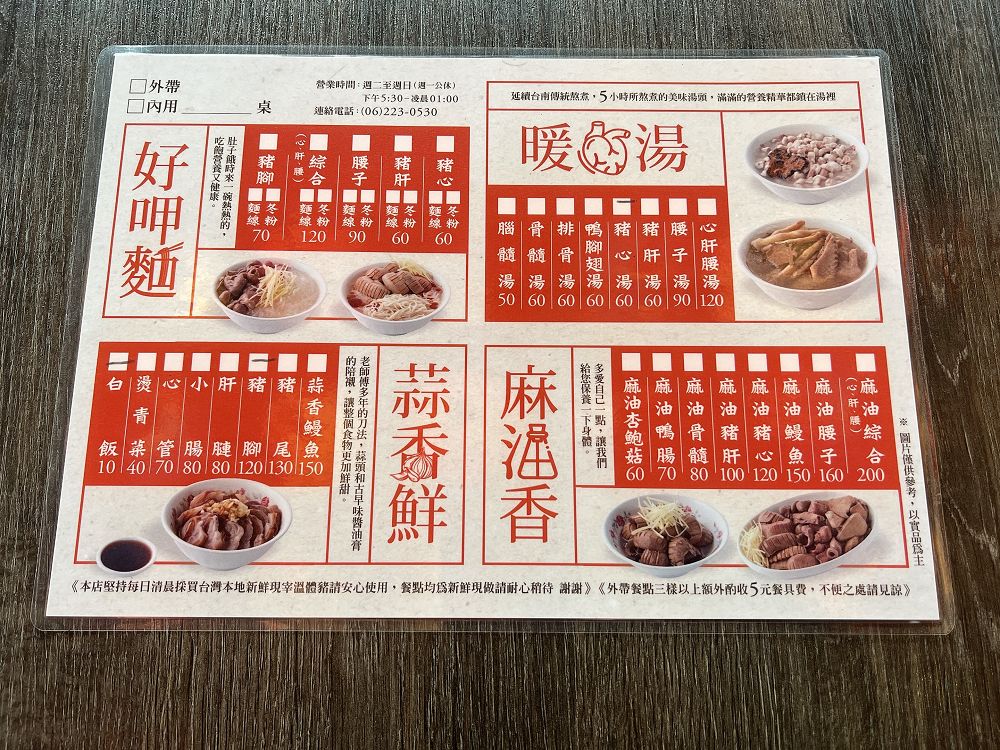 □外帶
□內用 ________ 桌
營業時間：週二至週日(週一公休)
下午5:30–凌晨01:00
連絡電話：(06)223-0530
好呷麵
肚子餓時來一碗熱熱的，
吃飽營養又健康。
豬心 冬粉 麵線 60
豬肝 冬粉 麵線 60
腰子 冬粉 麵線 90
綜合(心、肝、腰) 冬粉 麵線 120
豬腳 冬粉 麵線 70
延續台南傳統熬煮，5小時所熬煮的美味湯頭，滿滿的營養精華都鎖在湯裡
暖心湯
心肝腰湯 120
腰子湯 90
豬肝湯 60
豬心湯 60
鴨腳翅湯 60
排骨湯 60
骨髓湯 60
腦髓湯 50
蒜香鮮
老師傅多年的刀法，蒜頭和古早味醬油膏
的陪襯，讓整個食物更加鮮甜。
蒜香鰻魚 150
豬尾 130
豬腳 120
肝腱 80
小腸 80
心管 70
燙青菜 40
白飯 10
麻油香
多愛自己一點，讓我們
給您保養一下身體。
麻油綜合(心肝腰) 200
麻油腰子 160
麻油鰻魚 150
麻油豬心 120
麻油豬肝 100
麻油骨髓 80
麻油鴨腸 70
麻油杏鮑菇 60
※ 圖片僅供參考，以實品為主
《本店堅持每日清晨採買台灣本地新鮮現宰溫體豬請安心使用，餐點均為新鮮現做請耐心稍待 謝謝》《外帶餐點三樣以上額外酌收5元餐具費，不便之處請見諒》